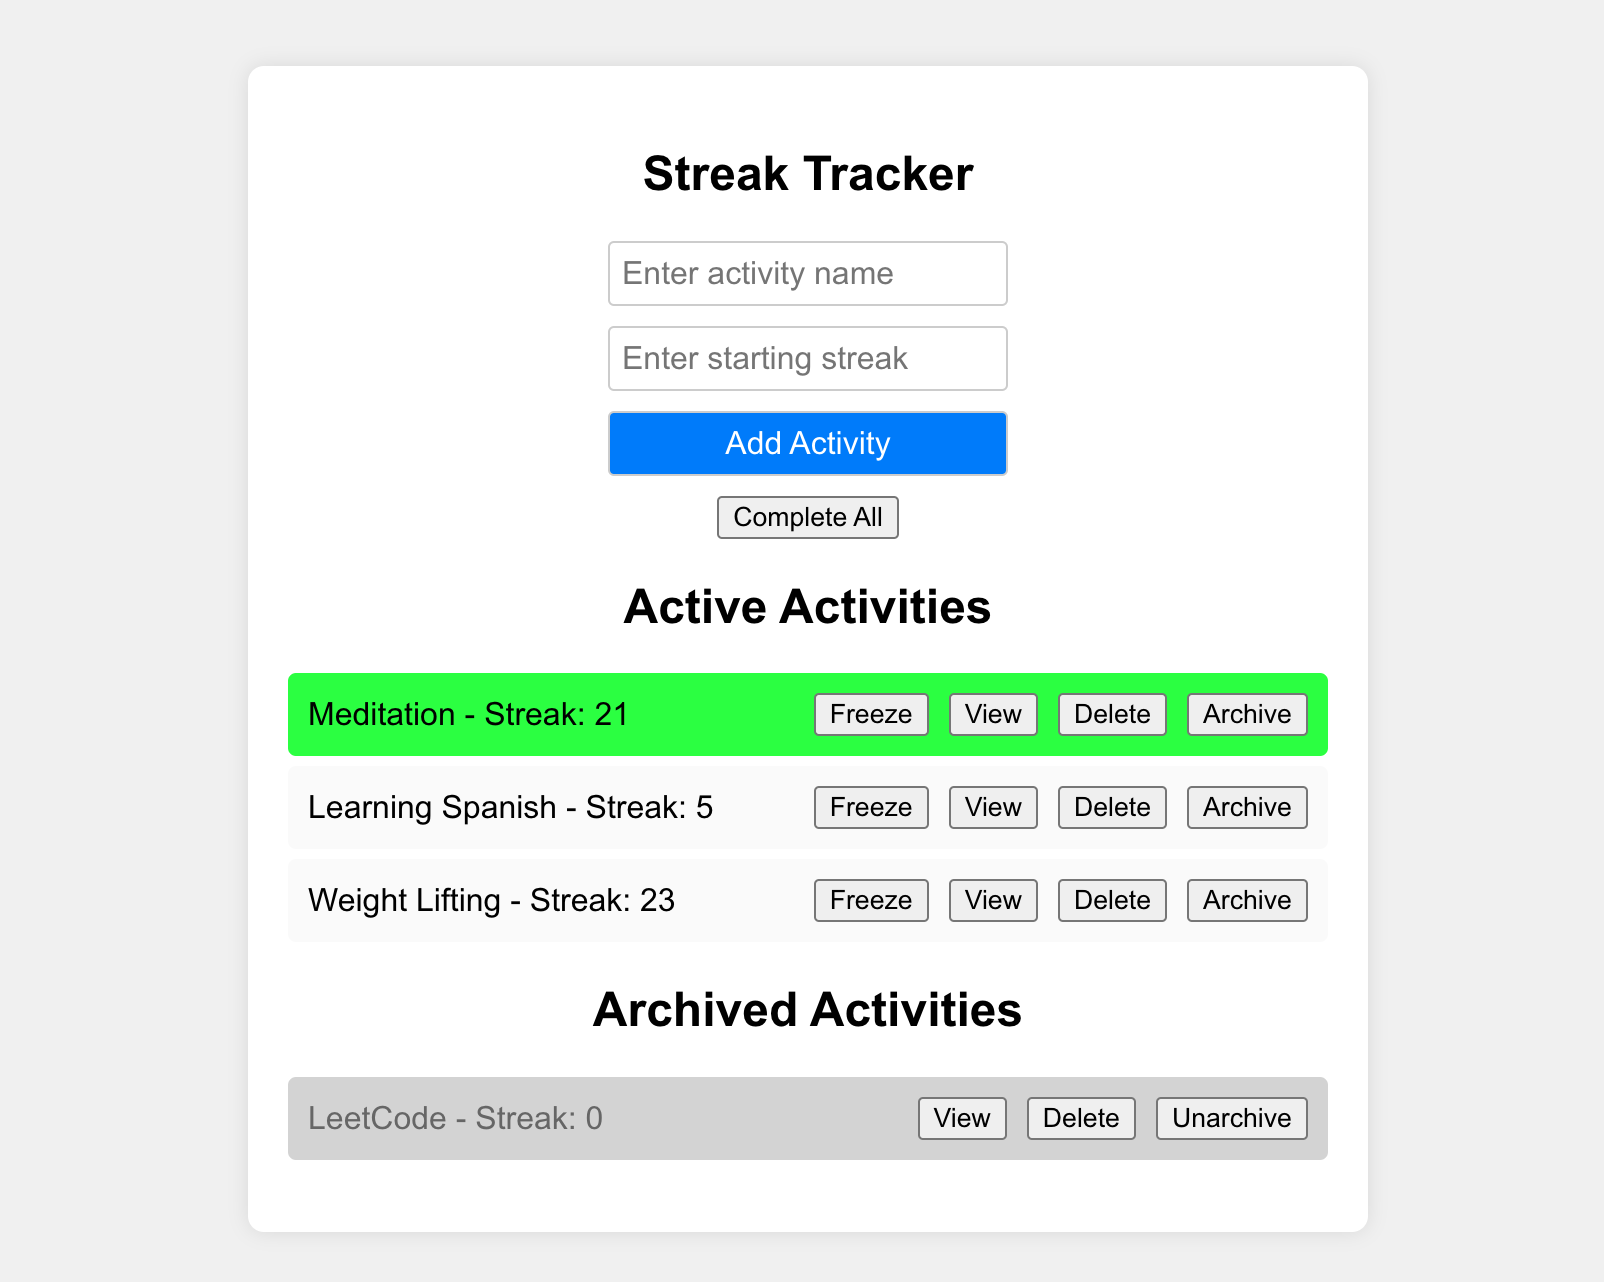 Streak Tracker
Enter activity name
Enter starting streak
Add Activity
Complete All
Active Activities
Meditation - Streak: 21 Freeze View Delete Archive
Learning Spanish - Streak: 5 Freeze View Delete Archive
Weight Lifting - Streak: 23 Freeze View Delete Archive
Archived Activities
LeetCode - Streak: 0 View Delete Unarchive